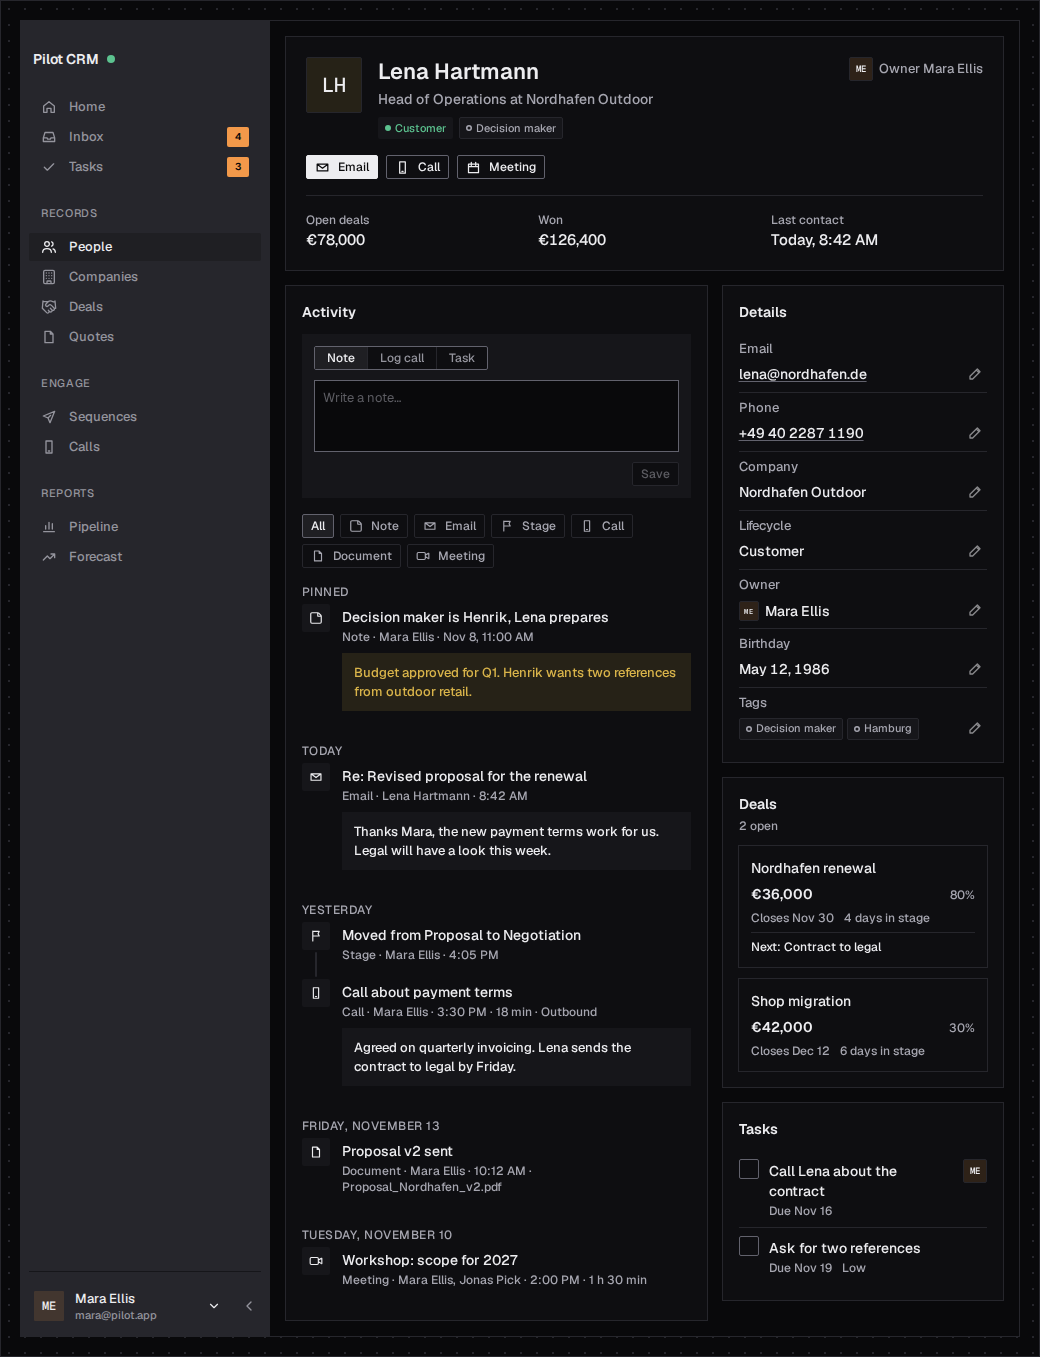 Pilot CRM
Home
Inbox 4
Tasks 3
RECORDS
People
Companies
Deals
Quotes
ENGAGE
Sequences
Calls
REPORTS
Pipeline
Forecast
ME
Mara Ellis
mara@pilot.app
LH
Lena Hartmann
Head of Operations at Nordhafen Outdoor
Customer Decision maker
ME Owner Mara Ellis
Email Call Meeting
Open deals
€78,000
Won
€126,400
Last contact
Today, 8:42 AM
Activity
Note Log call Task
Write a note...
Save
All Note Email Stage Call
Document Meeting
PINNED
Decision maker is Henrik, Lena prepares
Note · Mara Ellis · Nov 8, 11:00 AM
Budget approved for Q1. Henrik wants two references
from outdoor retail.
TODAY
Re: Revised proposal for the renewal
Email · Lena Hartmann · 8:42 AM
Thanks Mara, the new payment terms work for us.
Legal will have a look this week.
YESTERDAY
Moved from Proposal to Negotiation
Stage · Mara Ellis · 4:05 PM
Call about payment terms
Call · Mara Ellis · 3:30 PM · 18 min · Outbound
Agreed on quarterly invoicing. Lena sends the
contract to legal by Friday.
FRIDAY, NOVEMBER 13
Proposal v2 sent
Document · Mara Ellis · 10:12 AM ·
Proposal_Nordhafen_v2.pdf
TUESDAY, NOVEMBER 10
Workshop: scope for 2027
Meeting · Mara Ellis, Jonas Pick · 2:00 PM · 1 h 30 min
Details
Email
lena@nordhafen.de
Phone
+49 40 2287 1190
Company
Nordhafen Outdoor
Lifecycle
Customer
Owner
ME Mara Ellis
Birthday
May 12, 1986
Tags
Decision maker Hamburg
Deals
2 open
Nordhafen renewal
€36,000 80%
Closes Nov 30 4 days in stage
Next: Contract to legal
Shop migration
€42,000 30%
Closes Dec 12 6 days in stage
Tasks
Call Lena about the
contract
ME
Due Nov 16
Ask for two references
Due Nov 19 Low